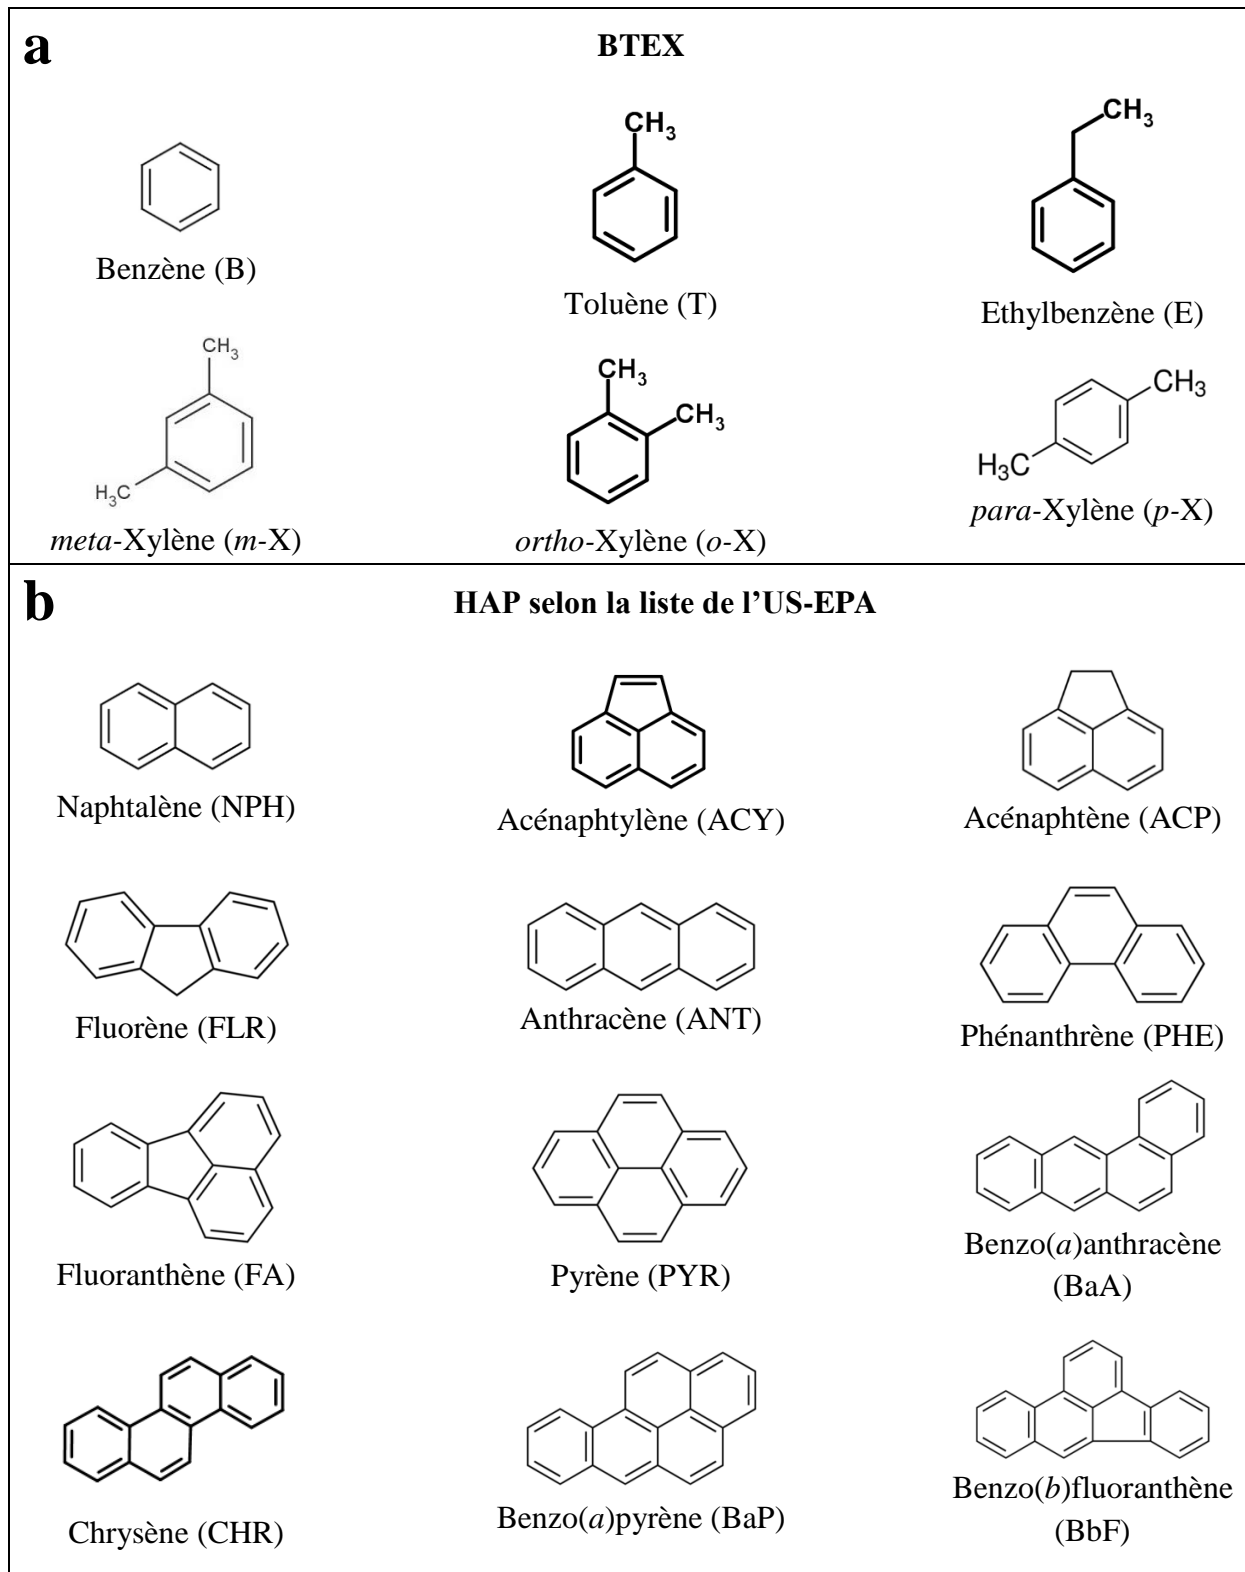 a
BTEX
CH3
CH3
Benzène (B)
Toluène (T)
Ethylbenzène (E)
CH3
H3C
CH3
CH3
CH3
H3C
meta-Xylène (m-X)
ortho-Xylène (o-X)
para-Xylène (p-X)
b
HAP selon la liste de l'US-EPA
Naphtalène (NPH)
Acénaphtylène (ACY)
Acénaphtène (ACP)
Fluorène (FLR)
Anthracène (ANT)
Phénanthrène (PHE)
Fluoranthène (FA)
Pyrène (PYR)
Benzo(a)anthracène
(BaA)
Chrysène (CHR)
Benzo(a)pyrène (BaP)
Benzo(b)fluoranthène
(BbF)